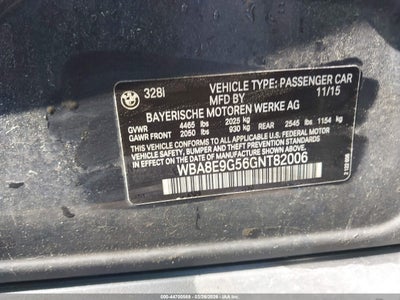 328i
VEHICLE TYPE: PASSENGER CAR
MFD BY 11/15
BAYERISCHE MOTOREN WERKE AG
GVWR 4465 lbs 2025 kg
GAWR FRONT 2050 lbs 930 kg REAR 2545 lbs 1154 kg
THIS VEHICLE CONFORMS TO ALL APPLICABLE U.S. FEDERAL MOTOR
VEHICLE SAFETY, BUMPER, AND THEFT PREVENTION STANDARDS
IN EFFECT ON THE DATE OF MANUFACTURE SHOWN ABOVE.
WBA8E9G56GNT82006